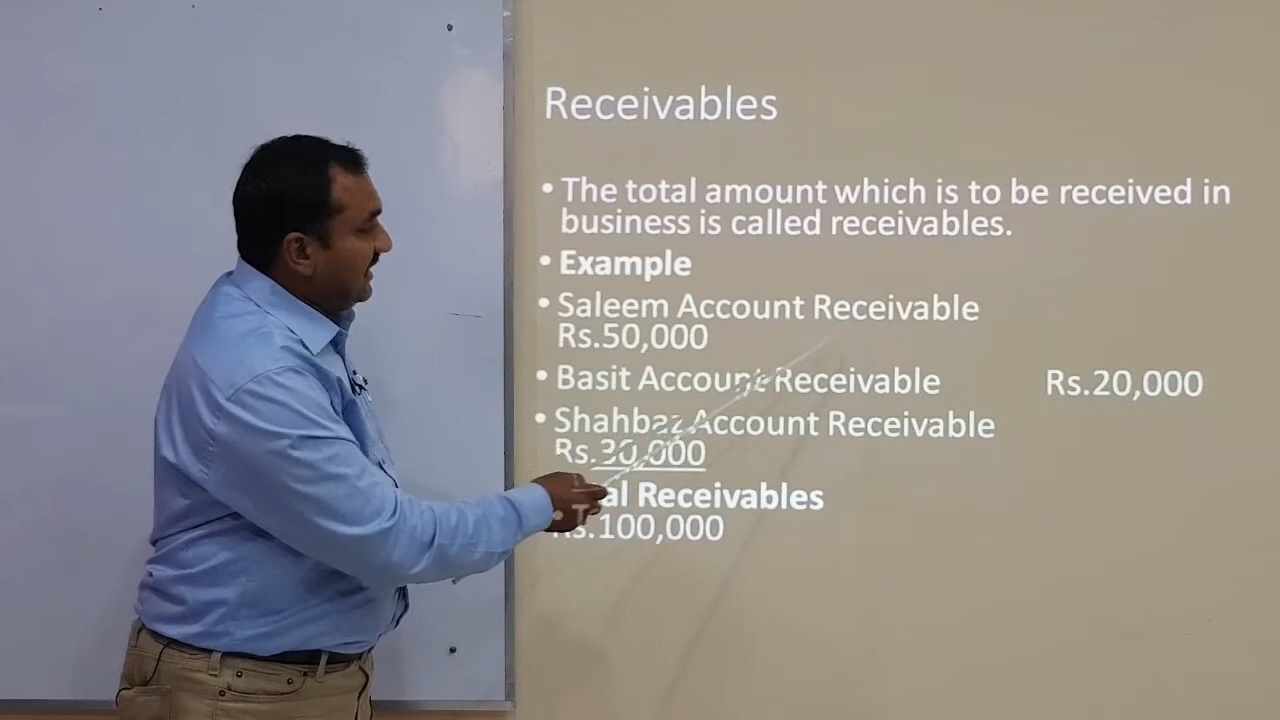 Receivables
• The total amount which is to be received in
business is called receivables.
• Example
• Saleem Account Receivable
Rs.50,000
• Basit Account Receivable Rs.20,000
• Shahbaz Account Receivable
Rs.30,000
• Receivables
Rs.100,000